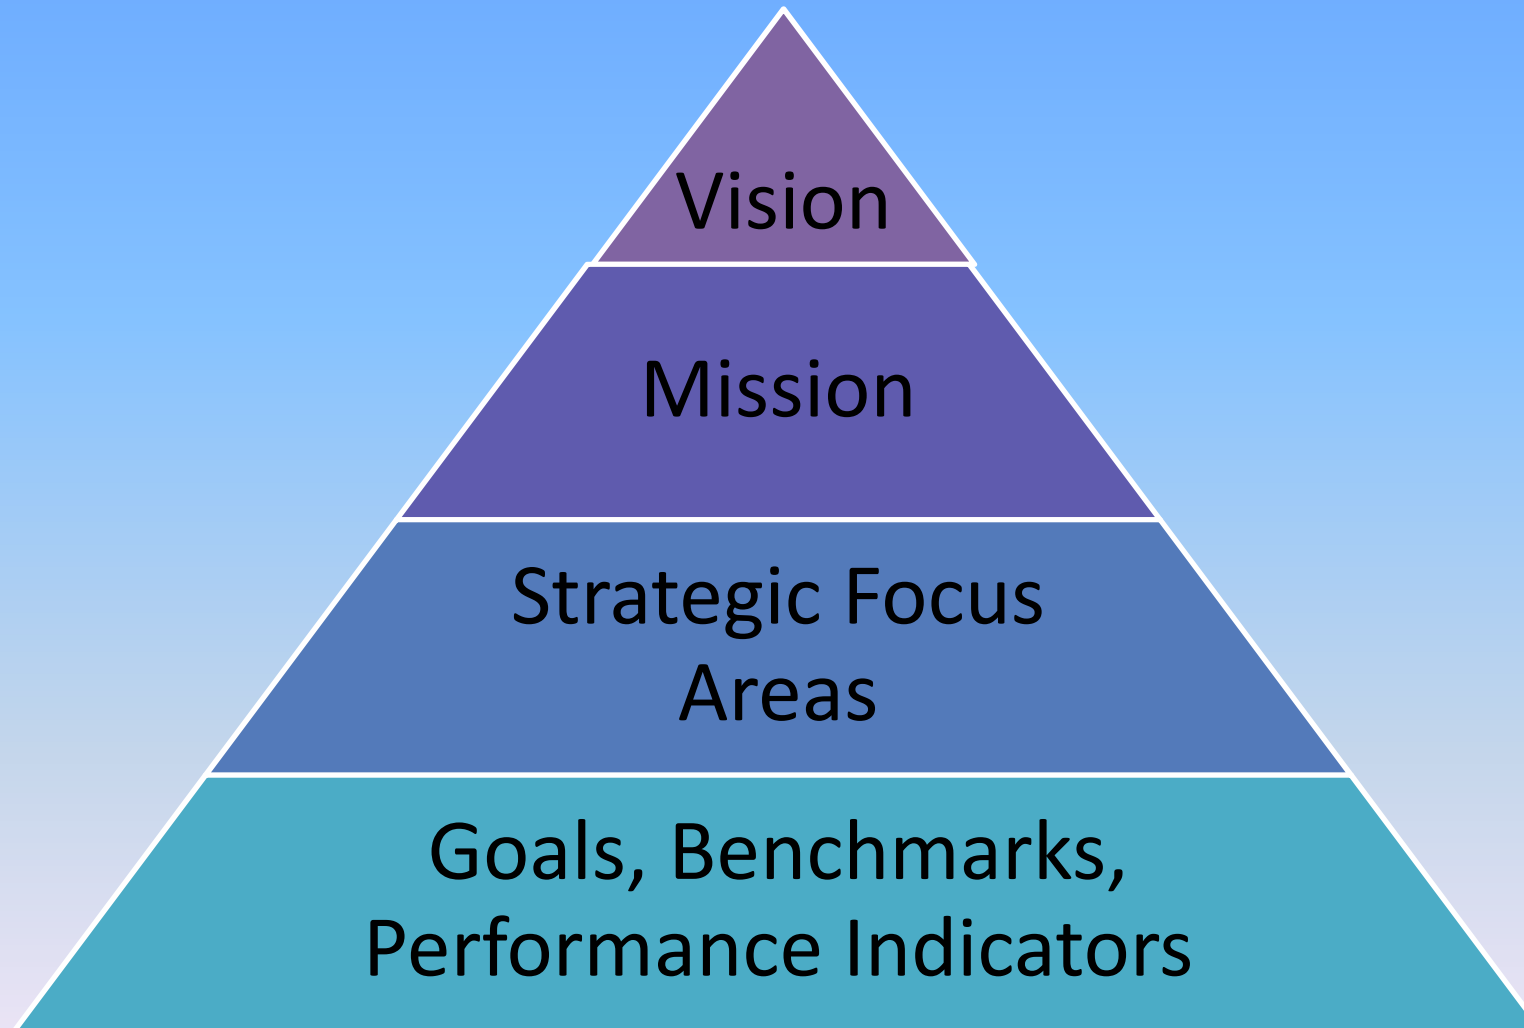 Vision
Mission
Strategic Focus
Areas
Goals, Benchmarks,
Performance Indicators